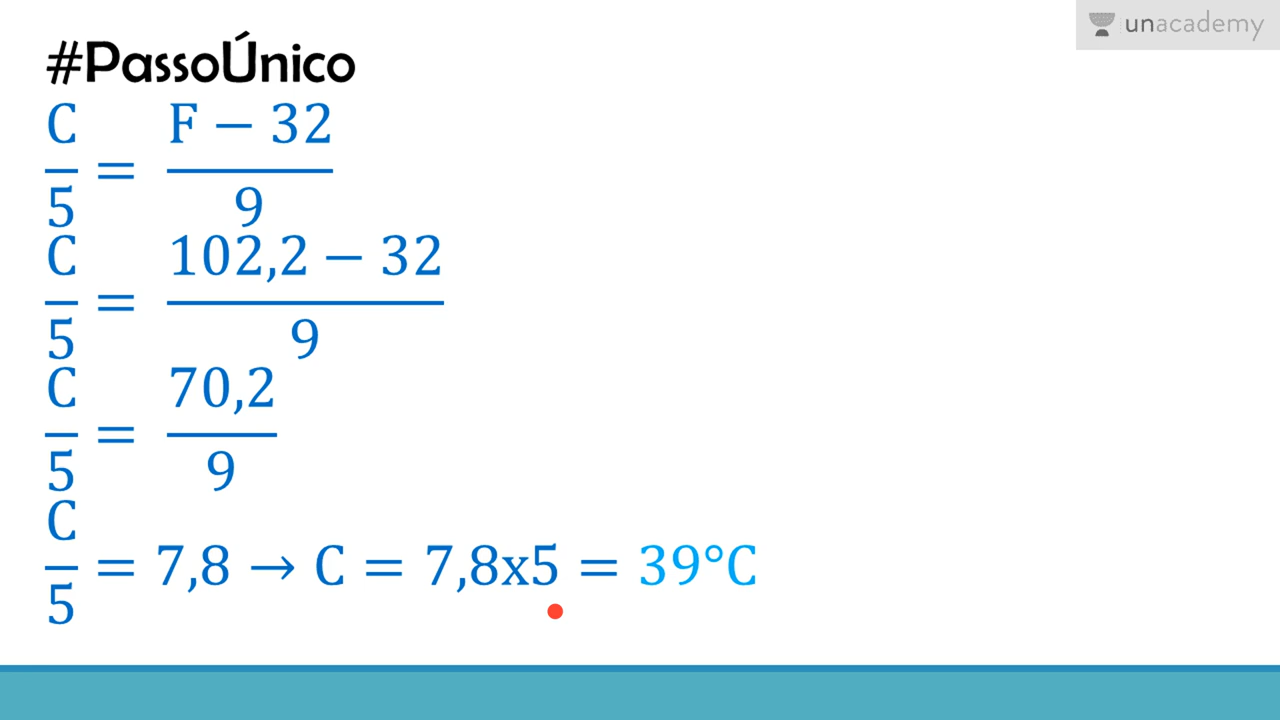 unacademy
#PassoÚnico
C/5 = F − 32/9
C/5 = 102,2 − 32/9
C/5 = 70,2/9
C/5 = 7,8 → C = 7,8x5 = 39°C